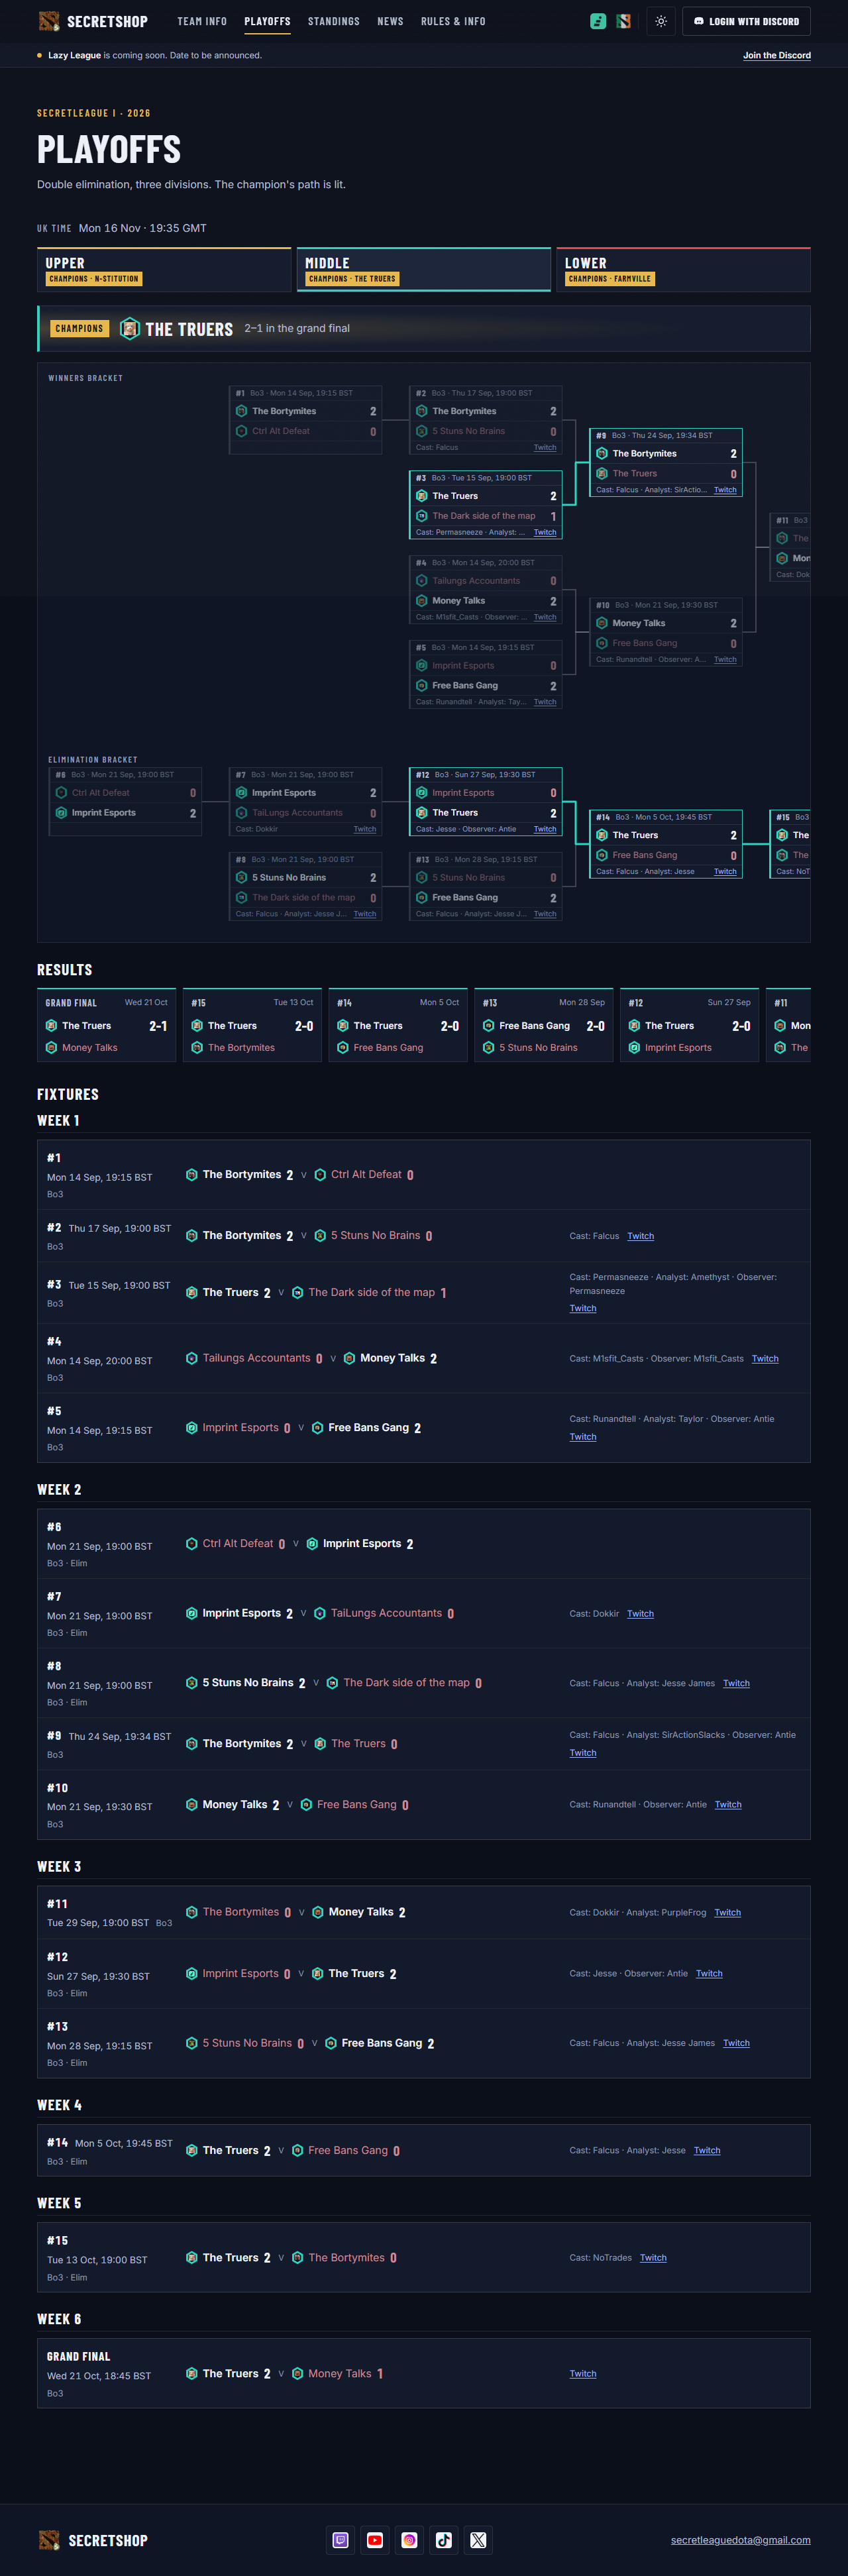 SECRETSHOP
TEAM INFO
PLAYOFFS
STANDINGS
NEWS
RULES & INFO
LOGIN WITH DISCORD
Lazy League is coming soon. Date to be announced.
Join the Discord
SECRETLEAGUE I · 2026
PLAYOFFS
Double elimination, three divisions. The champion's path is lit.
UK TIME Mon 16 Nov · 19:35 GMT
UPPER
CHAMPIONS · N-STITUTION
MIDDLE
CHAMPIONS · THE TRUERS
LOWER
CHAMPIONS · FARMVILLE
CHAMPIONS THE TRUERS 2–1 in the grand final
WINNERS BRACKET
#1 Bo3 · Mon 14 Sep, 19:15 BST
The Bortymites 2
Ctrl Alt Defeat 0
#2 Bo3 · Thu 17 Sep, 19:00 BST
The Bortymites 2
5 Stuns No Brains 0
Cast: Falcus Twitch
#3 Bo3 · Tue 15 Sep, 19:00 BST
The Truers 2
The Dark side of the map 1
Cast: Permasneeze · Analyst: ... Twitch
#4 Bo3 · Mon 14 Sep, 20:00 BST
Tailungs Accountants 0
Money Talks 2
Cast: M1sfit_Casts · Observer: ... Twitch
#5 Bo3 · Mon 14 Sep, 19:15 BST
Imprint Esports 0
Free Bans Gang 2
Cast: Runandtell · Analyst: Tay... Twitch
#9 Bo3 · Thu 24 Sep, 19:34 BST
The Bortymites 2
The Truers 0
Cast: Falcus · Analyst: SirActio... Twitch
#10 Bo3 · Mon 21 Sep, 19:30 BST
Money Talks 2
Free Bans Gang 0
Cast: Runandtell · Observer: A... Twitch
#11 Bo3
The
Mon
Cast: Dok
ELIMINATION BRACKET
#6 Bo3 · Mon 21 Sep, 19:00 BST
Ctrl Alt Defeat 0
Imprint Esports 2
#7 Bo3 · Mon 21 Sep, 19:00 BST
Imprint Esports 2
TaiLungs Accountants 0
Cast: Dokkir Twitch
#8 Bo3 · Mon 21 Sep, 19:00 BST
5 Stuns No Brains 2
The Dark side of the map 0
Cast: Falcus · Analyst: Jesse J... Twitch
#12 Bo3 · Sun 27 Sep, 19:30 BST
Imprint Esports 0
The Truers 2
Cast: Jesse · Observer: Antie Twitch
#13 Bo3 · Mon 28 Sep, 19:15 BST
5 Stuns No Brains 0
Free Bans Gang 2
Cast: Falcus · Analyst: Jesse J... Twitch
#14 Bo3 · Mon 5 Oct, 19:45 BST
The Truers 2
Free Bans Gang 0
Cast: Falcus · Analyst: Jesse Twitch
#15 Bo3
The
The
Cast: NoT
RESULTS
GRAND FINAL Wed 21 Oct
The Truers 2–1
Money Talks
#15 Tue 13 Oct
The Truers 2–0
The Bortymites
#14 Mon 5 Oct
The Truers 2–0
Free Bans Gang
#13 Mon 28 Sep
Free Bans Gang 2–0
5 Stuns No Brains
#12 Sun 27 Sep
The Truers 2–0
Imprint Esports
#11
Mon
The
FIXTURES
WEEK 1
#1
Mon 14 Sep, 19:15 BST
Bo3
The Bortymites 2 V Ctrl Alt Defeat 0
#2 Thu 17 Sep, 19:00 BST
Bo3
The Bortymites 2 V 5 Stuns No Brains 0
Cast: Falcus Twitch
#3 Tue 15 Sep, 19:00 BST
Bo3
The Truers 2 V The Dark side of the map 1
Cast: Permasneeze · Analyst: Amethyst · Observer:
Permasneeze
Twitch
#4
Mon 14 Sep, 20:00 BST
Bo3
Tailungs Accountants 0 V Money Talks 2
Cast: M1sfit_Casts · Observer: M1sfit_Casts Twitch
#5
Mon 14 Sep, 19:15 BST
Bo3
Imprint Esports 0 V Free Bans Gang 2
Cast: Runandtell · Analyst: Taylor · Observer: Antie
Twitch
WEEK 2
#6
Mon 21 Sep, 19:00 BST
Bo3 · Elim
Ctrl Alt Defeat 0 V Imprint Esports 2
#7
Mon 21 Sep, 19:00 BST
Bo3 · Elim
Imprint Esports 2 V TaiLungs Accountants 0
Cast: Dokkir Twitch
#8
Mon 21 Sep, 19:00 BST
Bo3 · Elim
5 Stuns No Brains 2 V The Dark side of the map 0
Cast: Falcus · Analyst: Jesse James Twitch
#9 Thu 24 Sep, 19:34 BST
Bo3
The Bortymites 2 V The Truers 0
Cast: Falcus · Analyst: SirActionSlacks · Observer: Antie
Twitch
#10
Mon 21 Sep, 19:30 BST
Bo3
Money Talks 2 V Free Bans Gang 0
Cast: Runandtell · Observer: Antie Twitch
WEEK 3
#11
Tue 29 Sep, 19:00 BST Bo3
The Bortymites 0 V Money Talks 2
Cast: Dokkir · Analyst: PurpleFrog Twitch
#12
Sun 27 Sep, 19:30 BST
Bo3 · Elim
Imprint Esports 0 V The Truers 2
Cast: Jesse · Observer: Antie Twitch
#13
Mon 28 Sep, 19:15 BST
Bo3 · Elim
5 Stuns No Brains 0 V Free Bans Gang 2
Cast: Falcus · Analyst: Jesse James Twitch
WEEK 4
#14 Mon 5 Oct, 19:45 BST
Bo3 · Elim
The Truers 2 V Free Bans Gang 0
Cast: Falcus · Analyst: Jesse Twitch
WEEK 5
#15
Tue 13 Oct, 19:00 BST
Bo3 · Elim
The Truers 2 V The Bortymites 0
Cast: NoTrades Twitch
WEEK 6
GRAND FINAL
Wed 21 Oct, 18:45 BST
Bo3
The Truers 2 V Money Talks 1
Twitch
SECRETSHOP
secretleaguedota@gmail.com